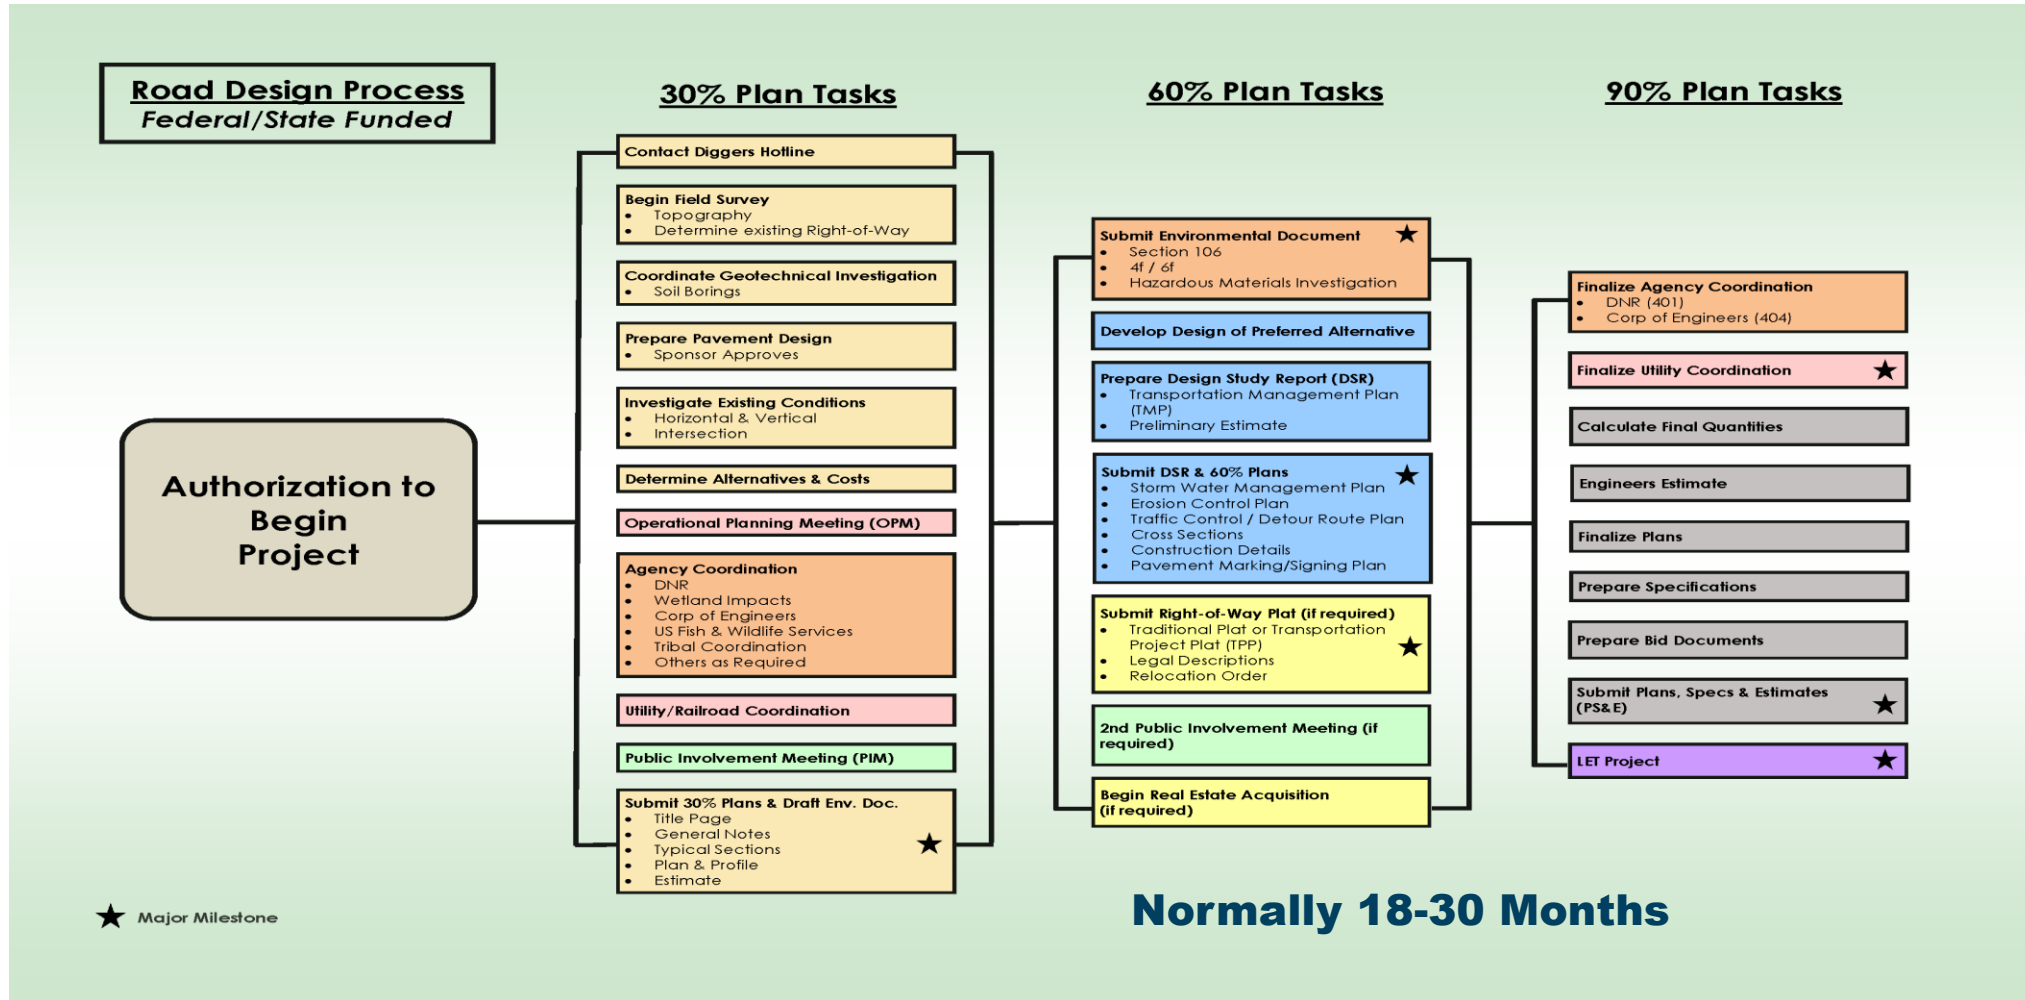 Road Design Process
Federal/State Funded
Authorization to
Begin
Project
30% Plan Tasks
Contact Diggers Hotline
Begin Field Survey
• Topography
• Determine existing Right-of-Way
Coordinate Geotechnical Investigation
• Soil Borings
Prepare Pavement Design
• Sponsor Approves
Investigate Existing Conditions
• Horizontal & Vertical
• Intersection
Determine Alternatives & Costs
Operational Planning Meeting (OPM)
Agency Coordination
• DNR
• Wetland Impacts
• Corp of Engineers
• US Fish & Wildlife Services
• Tribal Coordination
• Others as Required
Utility/Railroad Coordination
Public Involvement Meeting (PIM)
Submit 30% Plans & Draft Env. Doc.
• Title Page
• General Notes
• Typical Sections
• Plan & Profile
• Estimate
60% Plan Tasks
Submit Environmental Document
• Section 106
• 4f / 6f
• Hazardous Materials Investigation
Develop Design of Preferred Alternative
Prepare Design Study Report (DSR)
• Transportation Management Plan
(TMP)
• Preliminary Estimate
Submit DSR & 60% Plans
• Storm Water Management Plan
• Erosion Control Plan
• Traffic Control / Detour Route Plan
• Cross Sections
• Construction Details
• Pavement Marking/Signing Plan
Submit Right-of-Way Plat (if required)
• Traditional Plat or Transportation
Project Plat (TPP)
• Legal Descriptions
• Relocation Order
2nd Public Involvement Meeting (if
required)
Begin Real Estate Acquisition
(if required)
90% Plan Tasks
Finalize Agency Coordination
• DNR (401)
• Corp of Engineers (404)
Finalize Utility Coordination
Calculate Final Quantities
Engineers Estimate
Finalize Plans
Prepare Specifications
Prepare Bid Documents
Submit Plans, Specs & Estimates
(PS&E)
LET Project
★ Major Milestone
Normally 18-30 Months